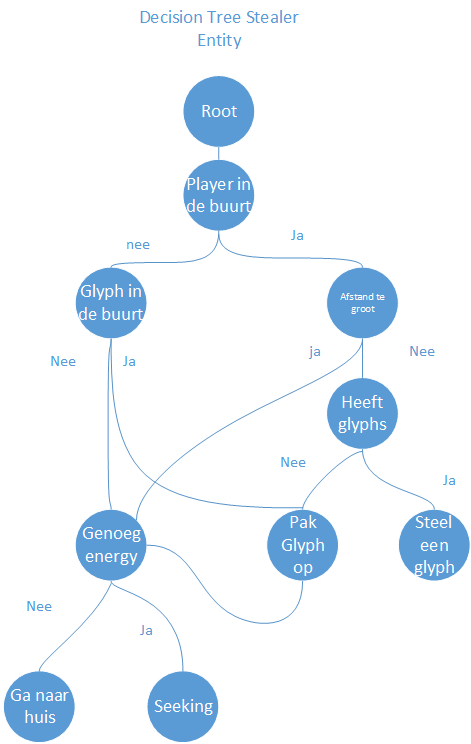 Decision Tree Stealer
Entity
Root
Player in
de buurt
nee
Ja
Glyph in
de buurt
Afstand te
groot
Nee
Ja
ja
Nee
Heeft
glyphs
Nee
Ja
Genoeg
energy
Pak
Glyph
op
Steel
een
glyph
Nee
Ja
Ga naar
huis
Seeking